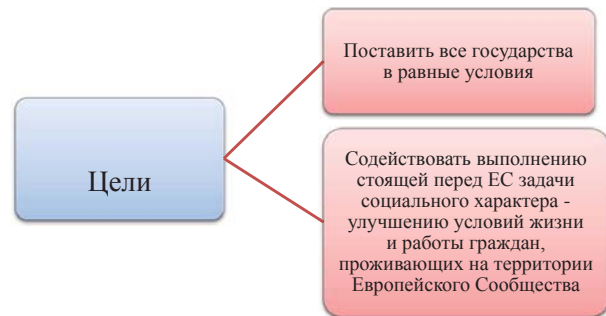 Цели
Поставить все государства
в равные условия
Содействовать выполнению
стоящей перед ЕС задачи
социального характера -
улучшению условий жизни
и работы граждан,
проживающих на территории
Европейского Сообщества